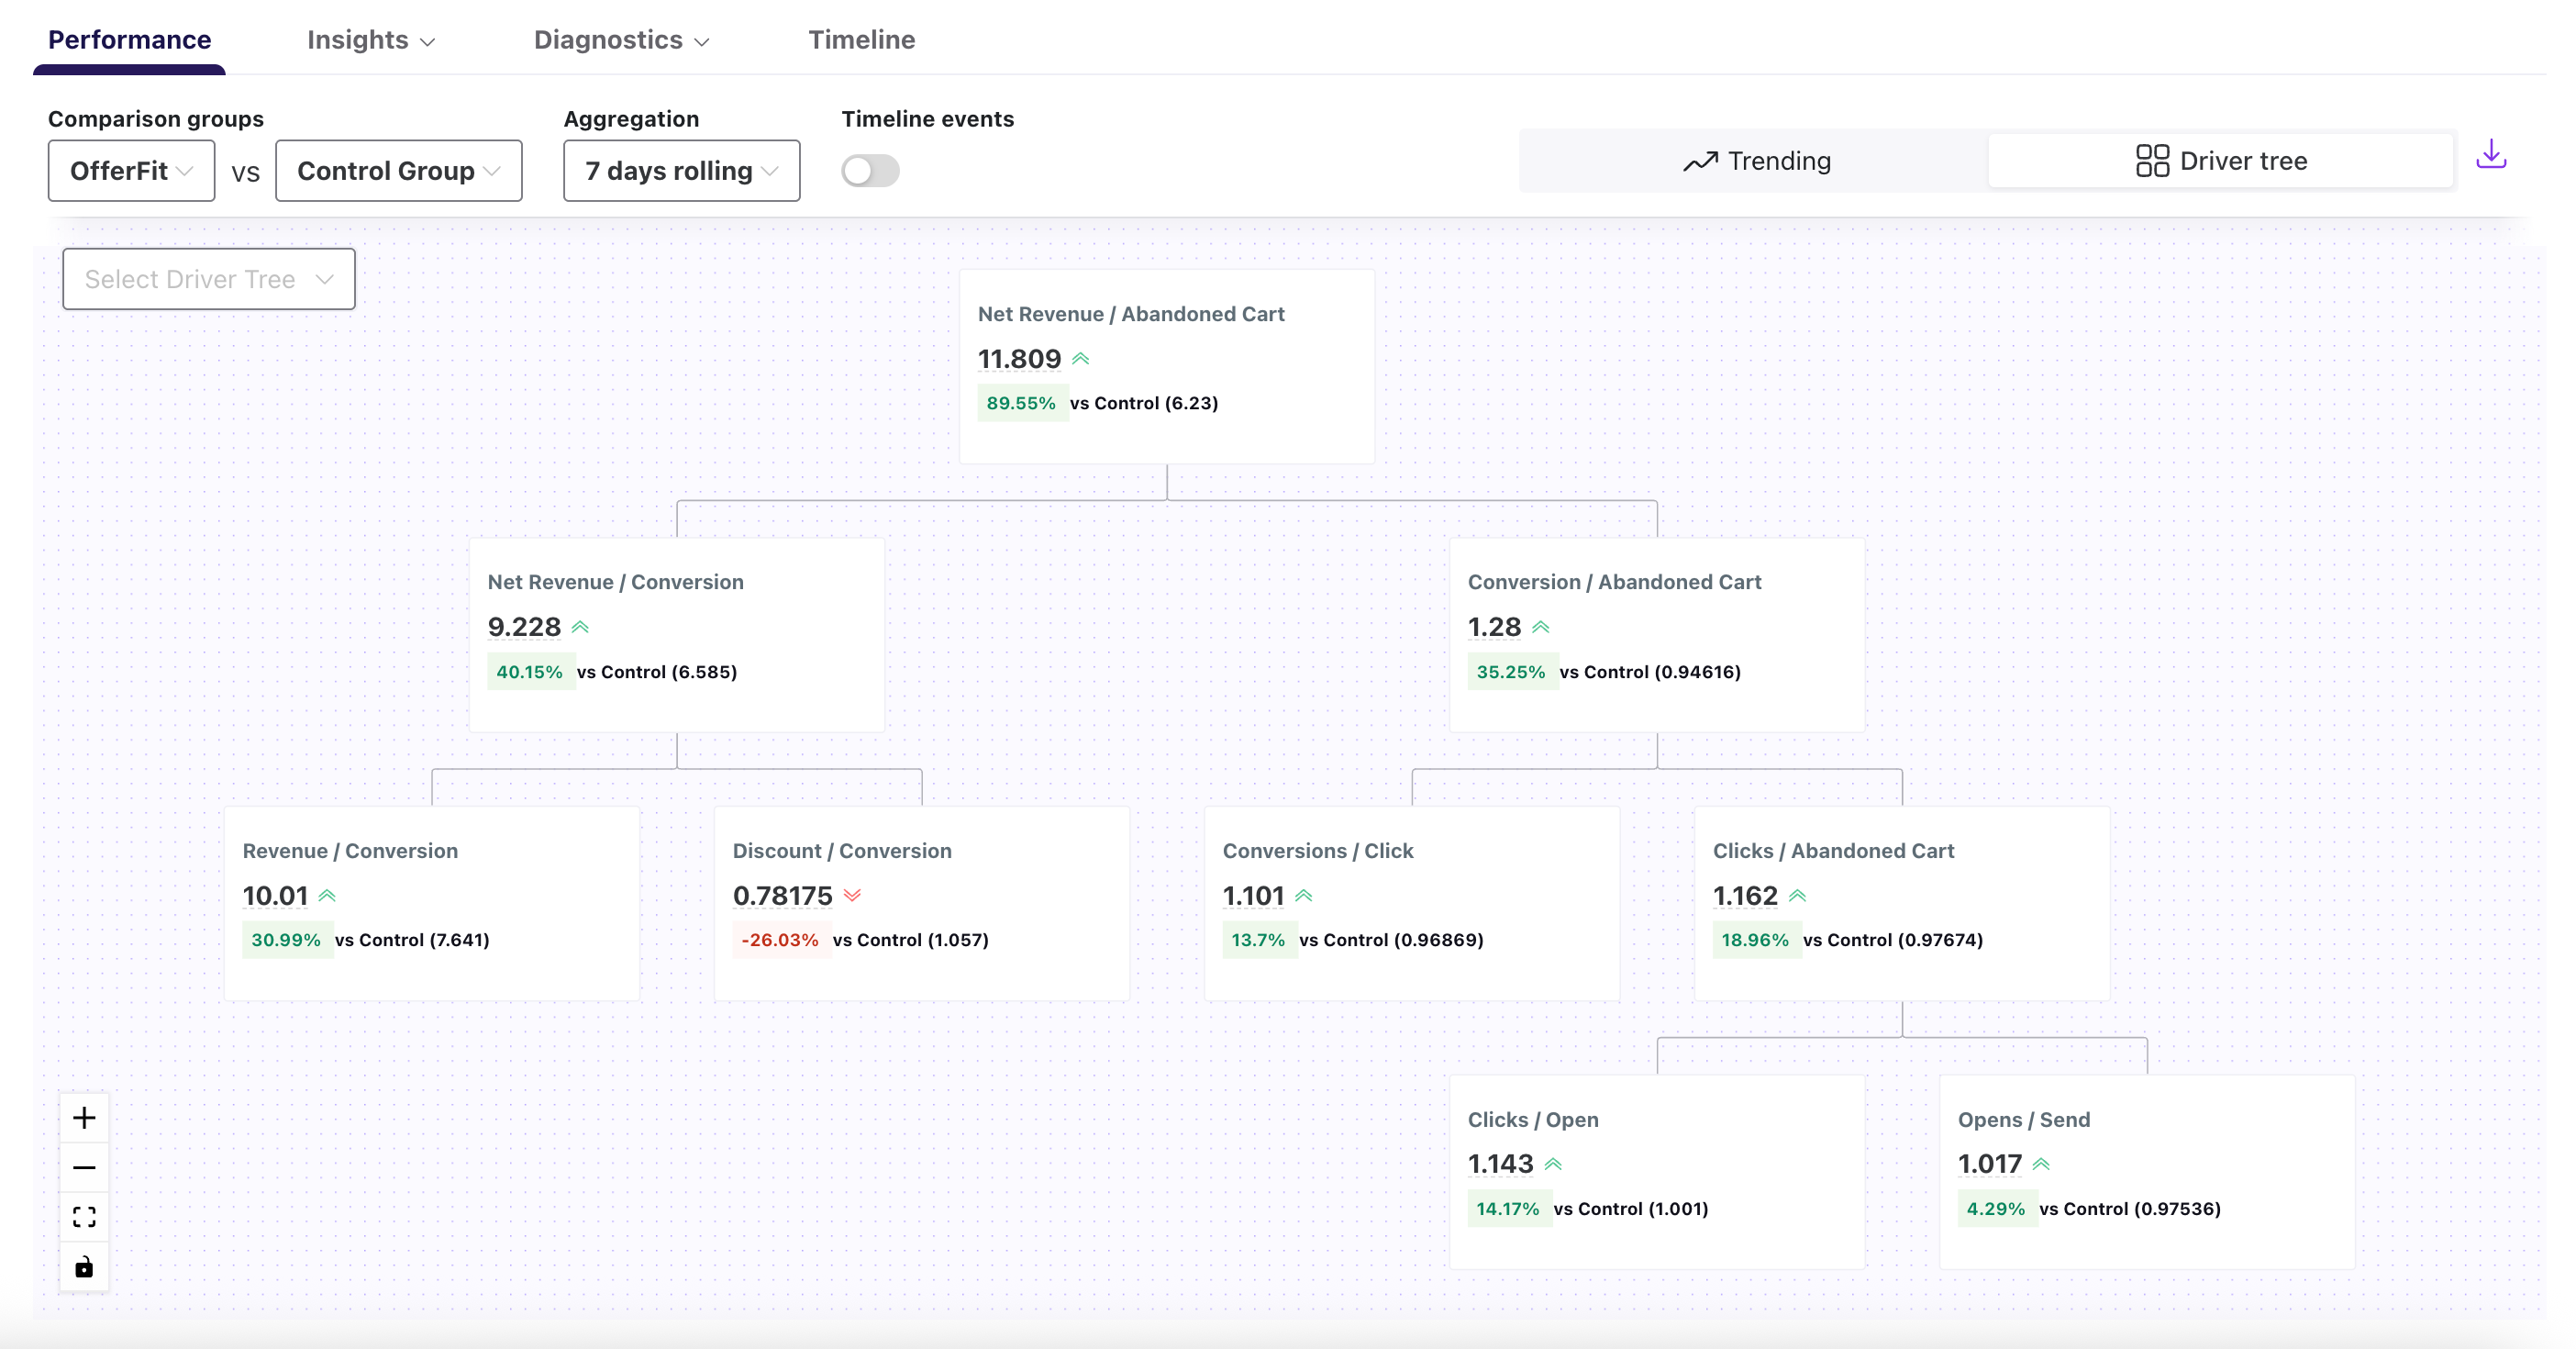 Performance
Insights
Diagnostics
Timeline
Comparison groups
Aggregation
Timeline events
OfferFit
vs
Control Group
7 days rolling
Trending
Driver tree
Select Driver Tree
Net Revenue / Abandoned Cart
11.809
89.55% vs Control (6.23)
Net Revenue / Conversion
9.228
40.15% vs Control (6.585)
Conversion / Abandoned Cart
1.28
35.25% vs Control (0.94616)
Revenue / Conversion
10.01
30.99% vs Control (7.641)
Discount / Conversion
0.78175
-26.03% vs Control (1.057)
Conversions / Click
1.101
13.7% vs Control (0.96869)
Clicks / Abandoned Cart
1.162
18.96% vs Control (0.97674)
Clicks / Open
1.143
14.17% vs Control (1.001)
Opens / Send
1.017
4.29% vs Control (0.97536)